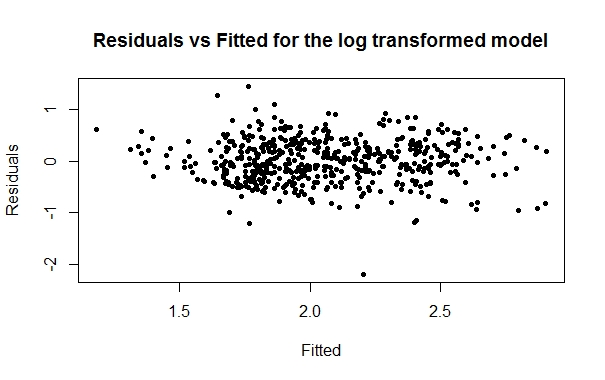 Residuals vs Fitted for the log transformed model
Residuals
1
0
-1
-2
1.5 2.0 2.5
Fitted